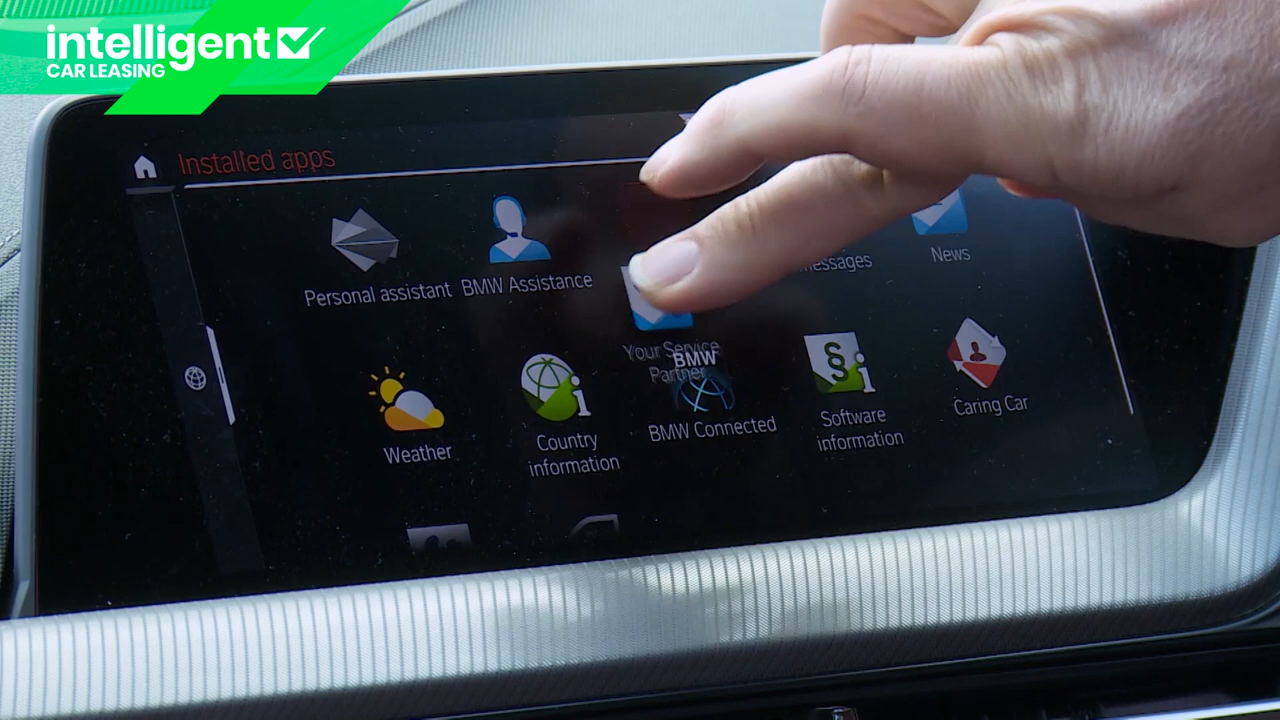 intelligent
CAR LEASING
Installed apps
Personal assistant
BMW Assistance
Your Service
Partner
essages
News
Weather
Country
information
BMW
BMW Connected
Software
information
Caring Car